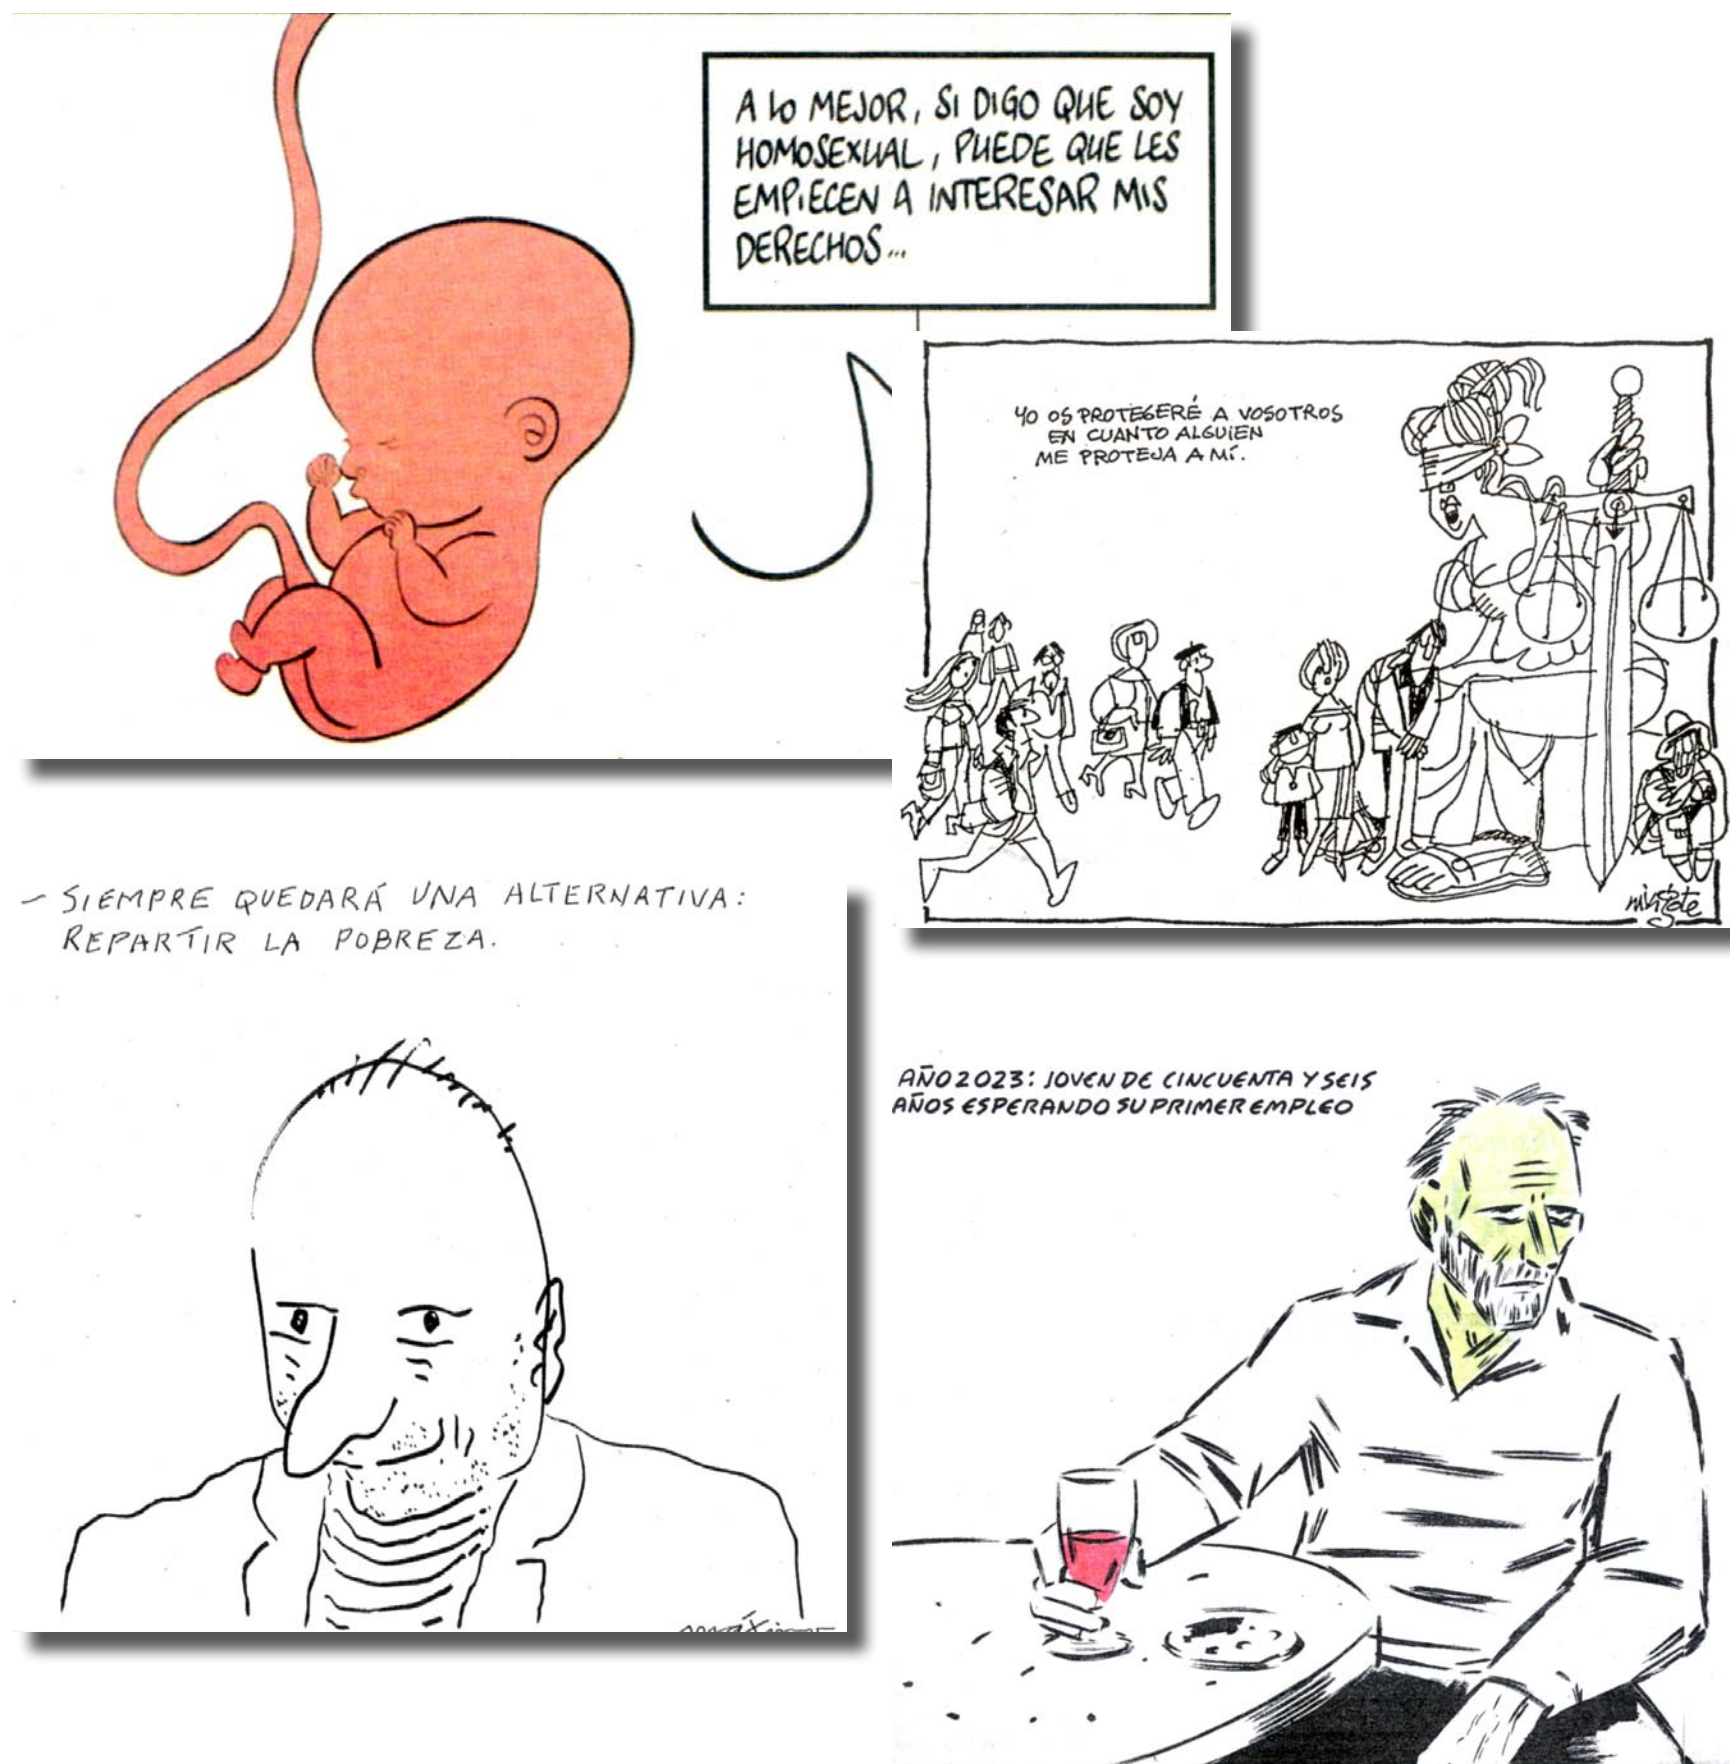 A LO MEJOR, SI DIGO QUE SOY
HOMOSEXUAL, PUEDE QUE LES
EMPIECEN A INTERESAR MIS
DERECHOS...
YO OS PROTEGERÉ A VOSOTROS
EN CUANTO ALGUIEN
ME PROTEJA A MÍ.
mingote
– SIEMPRE QUEDARÁ UNA ALTERNATIVA:
REPARTIR LA POBREZA.
AÑO 2023: JOVEN DE CINCUENTA Y SEIS
AÑOS ESPERANDO SU PRIMER EMPLEO